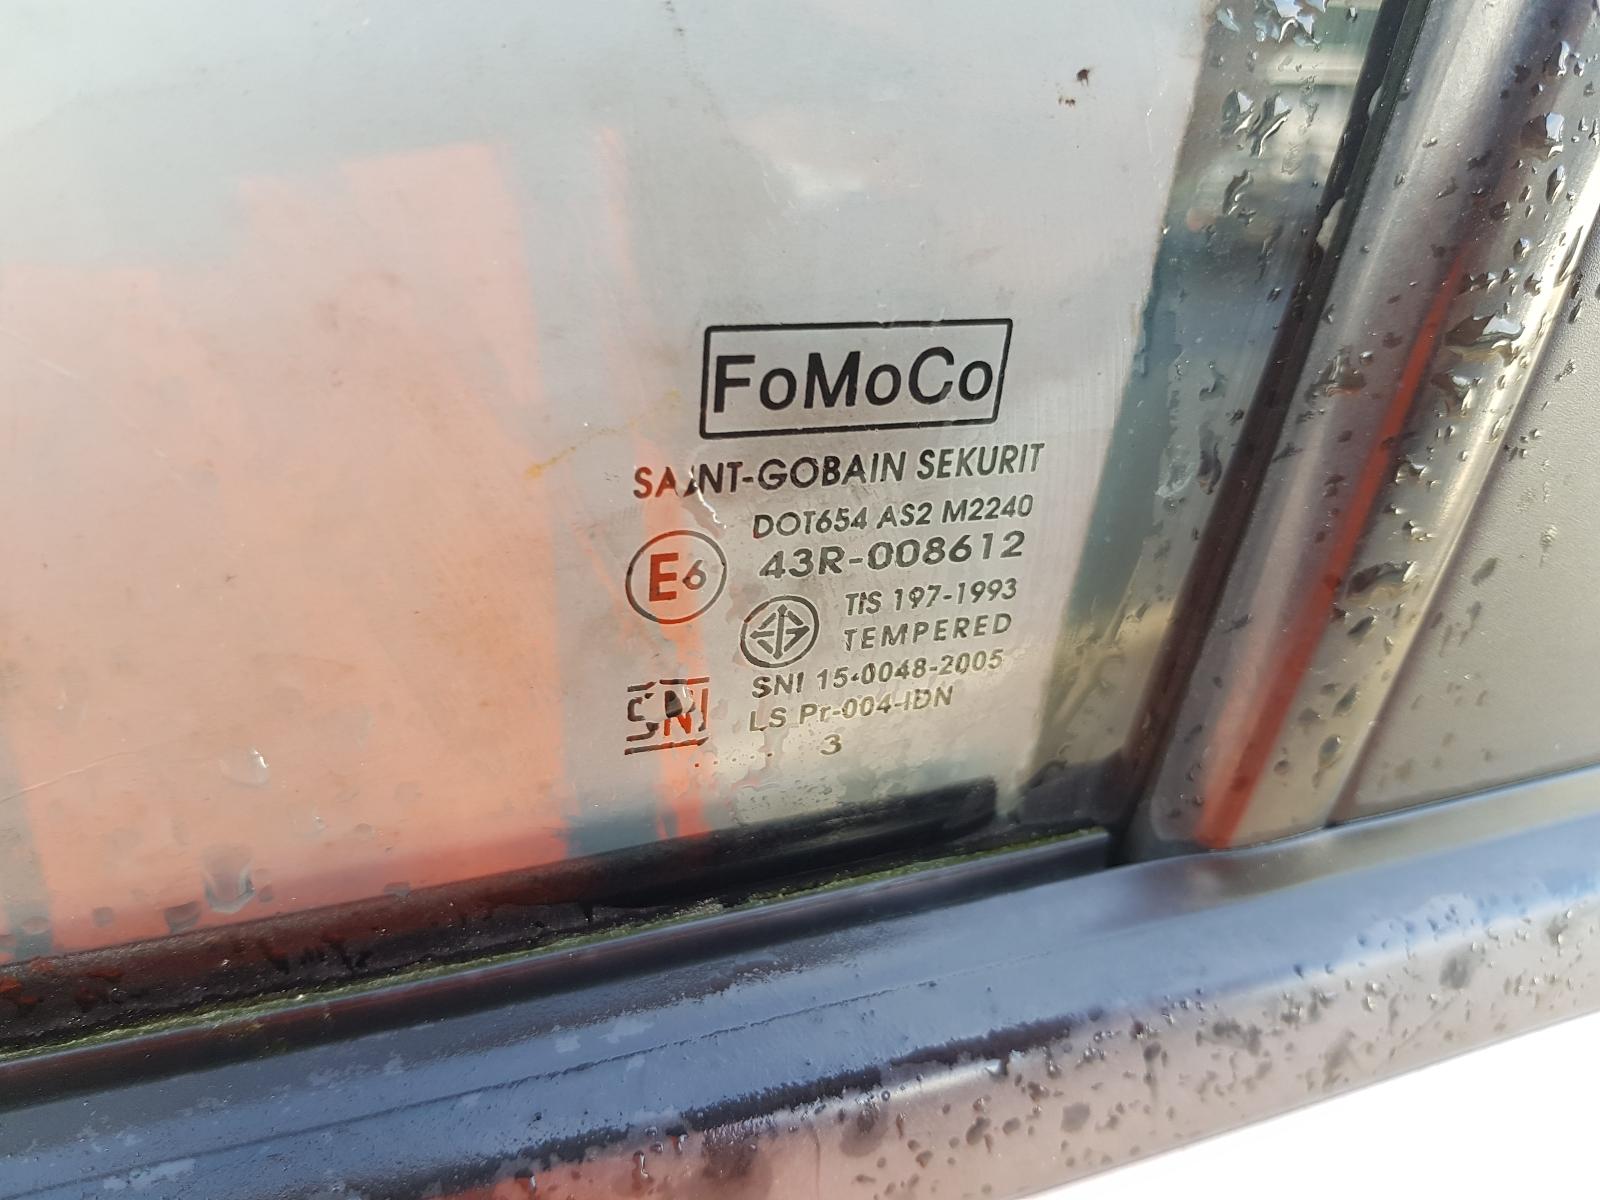 FoMoCo
SAINT-GOBAIN SEKURIT
DOT654 AS2 M2240
E6 43R-008612
TIS 197-1993
TEMPERED
SNI 15-0048-2005
SNI LS Pr-004-IDN
3